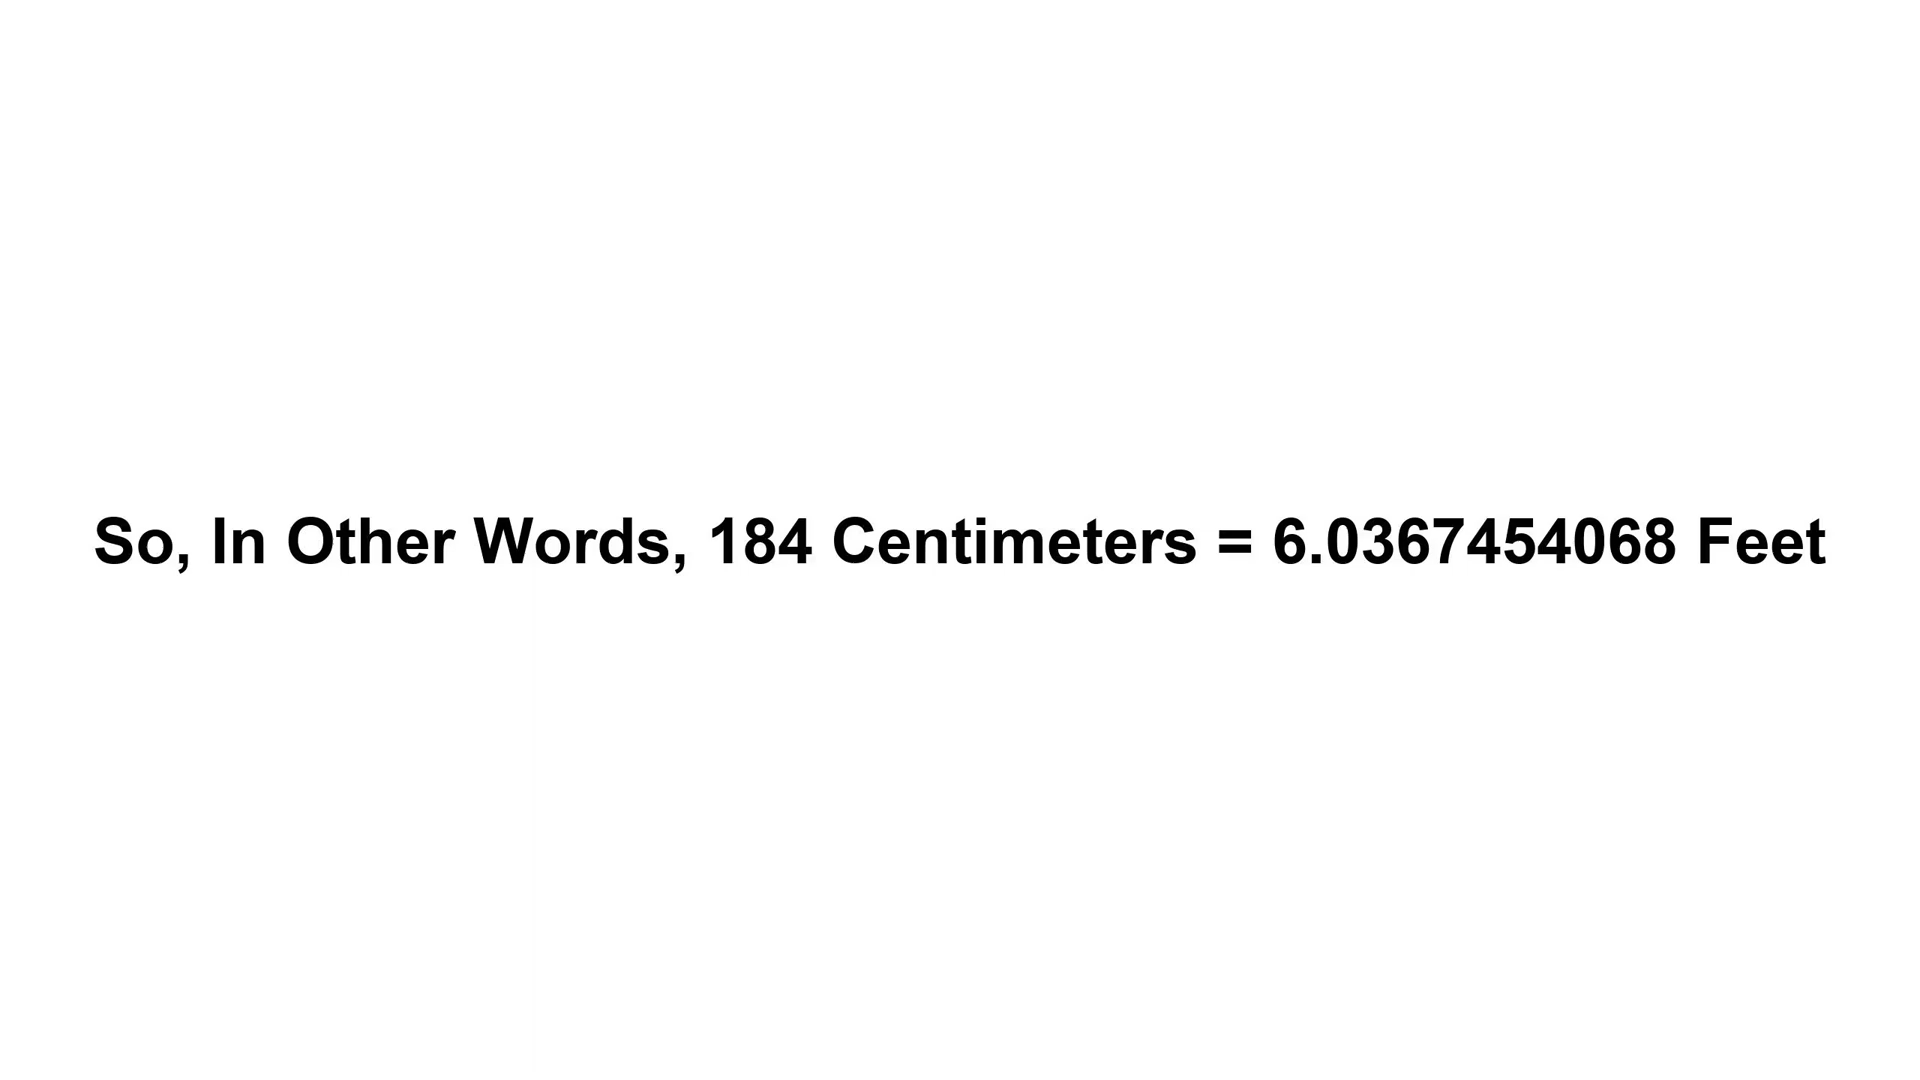 So, In Other Words, 184 Centimeters = 6.0367454068 Feet